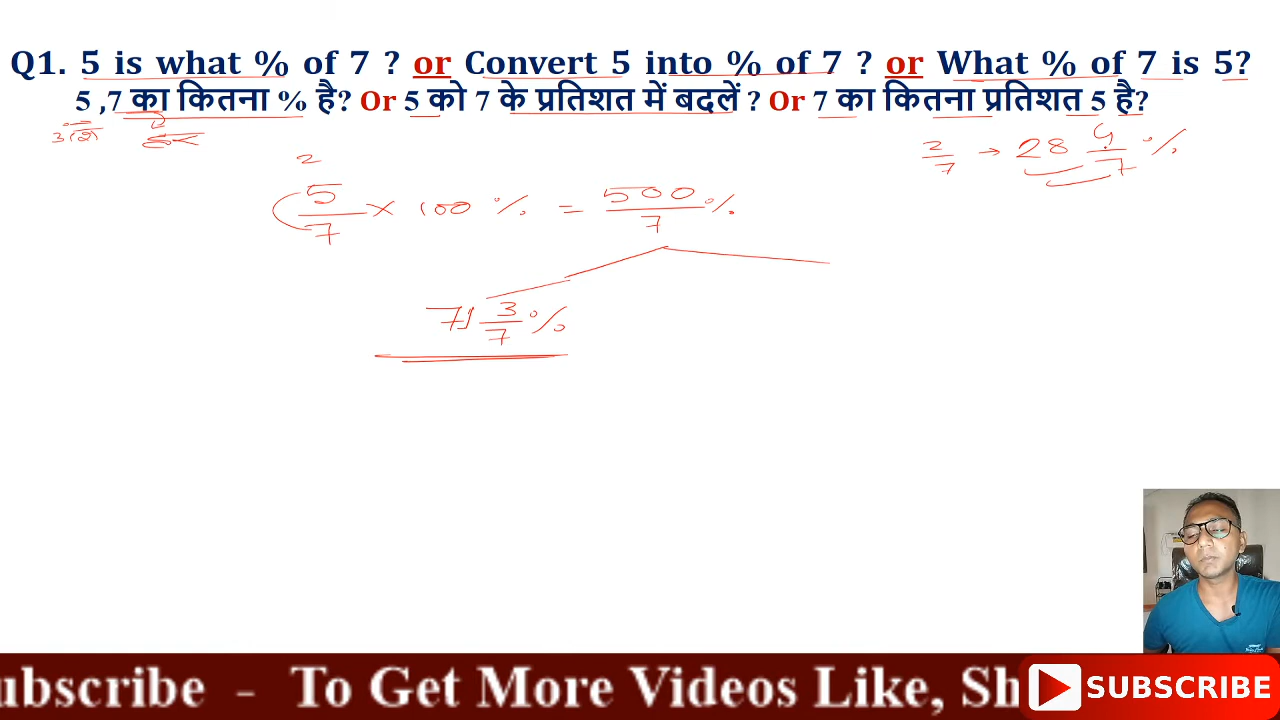 Q1. 5 is what % of 7 ? or Convert 5 into % of 7 ? or What % of 7 is 5?
5 ,7 का कितना % है? Or 5 को 7 के प्रतिशत में बदलें ? Or 7 का कितना प्रतिशत 5 है?
2/7 → 28 4/7 %
2
5/7 × 100 % = 500/7 %
71 3/7 %
ubscribe - To Get More Videos Like, Sh
SUBSCRIBE